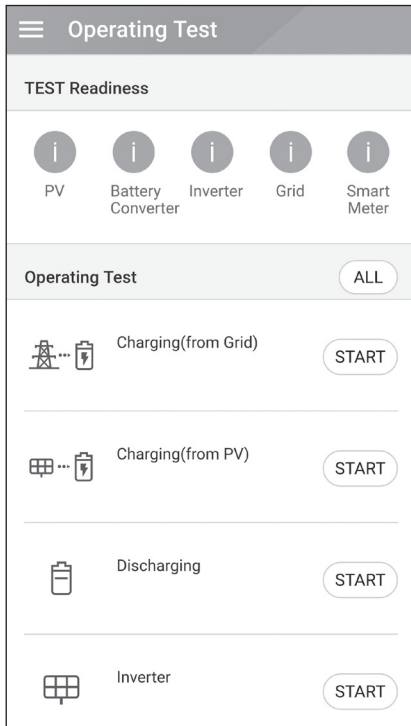 Operating Test
TEST Readiness
i i i i i
PV Battery Converter Inverter Grid Smart Meter
Operating Test ALL
Charging(from Grid) START
Charging(from PV) START
Discharging START
Inverter START